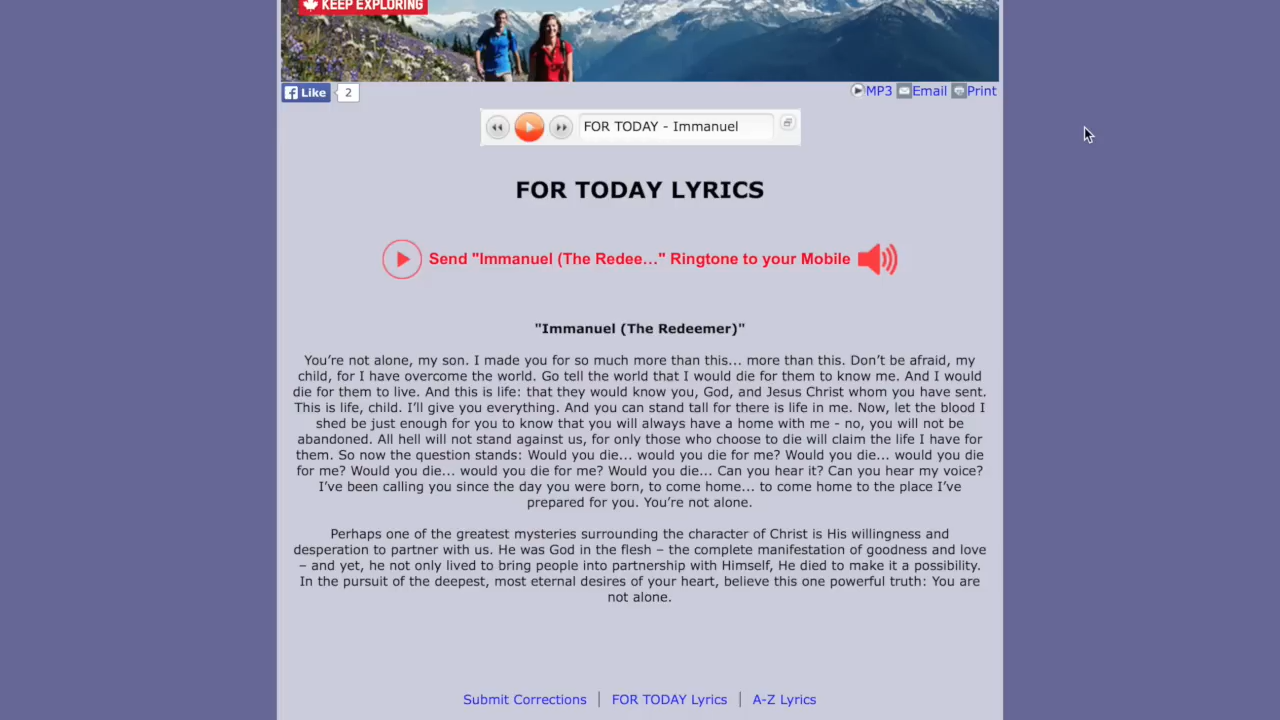 KEEP EXPLORING
Like 2 MP3 Email Print
FOR TODAY - Immanuel
FOR TODAY LYRICS
Send "Immanuel (The Redee..." Ringtone to your Mobile
"Immanuel (The Redeemer)"
You're not alone, my son. I made you for so much more than this... more than this. Don't be afraid, my
child, for I have overcome the world. Go tell the world that I would die for them to know me. And I would
die for them to live. And this is life: that they would know you, God, and Jesus Christ whom you have sent.
This is life, child. I'll give you everything. And you can stand tall for there is life in me. Now, let the blood I
shed be just enough for you to know that you will always have a home with me - no, you will not be
abandoned. All hell will not stand against us, for only those who choose to die will claim the life I have for
them. So now the question stands: Would you die... would you die for me? Would you die... would you die
for me? Would you die... would you die for me? Would you die... Can you hear it? Can you hear my voice?
I've been calling you since the day you were born, to come home... to come home to the place I've
prepared for you. You're not alone.
Perhaps one of the greatest mysteries surrounding the character of Christ is His willingness and
desperation to partner with us. He was God in the flesh – the complete manifestation of goodness and love
– and yet, he not only lived to bring people into partnership with Himself, He died to make it a possibility.
In the pursuit of the deepest, most eternal desires of your heart, believe this one powerful truth: You are
not alone.
Submit Corrections | FOR TODAY Lyrics | A-Z Lyrics